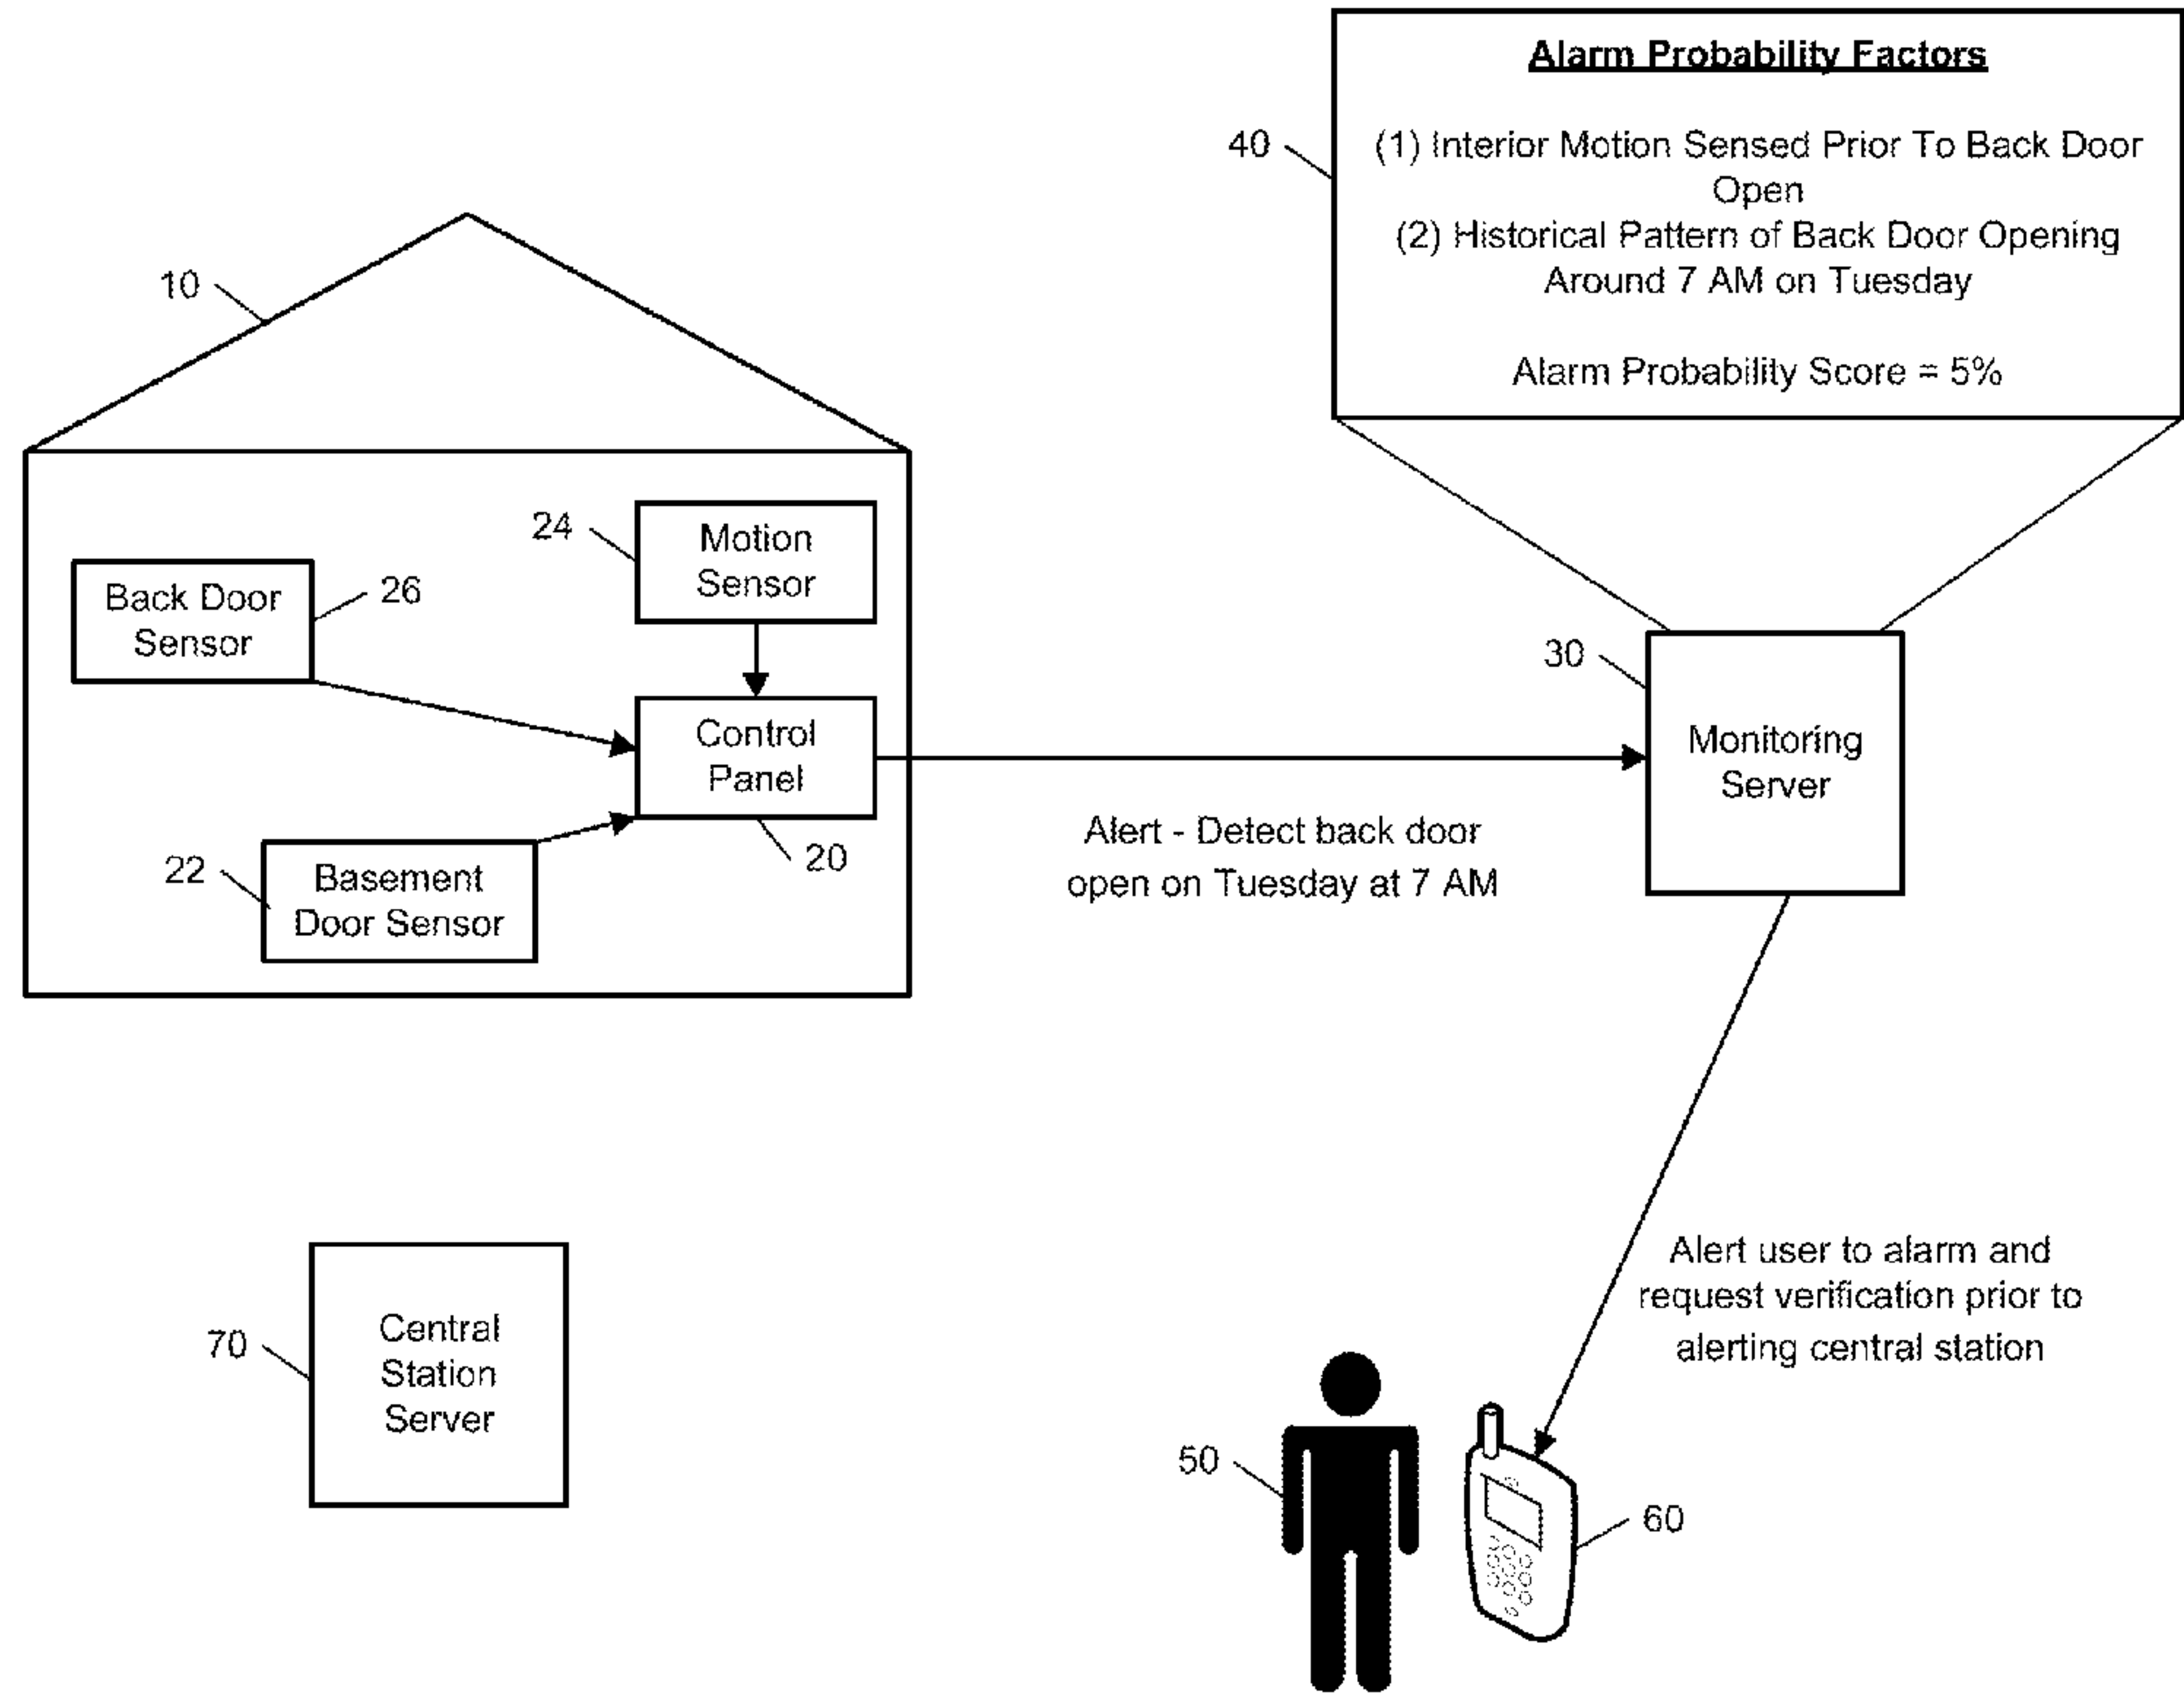 Alarm Probability Factors
40
(1) Interior Motion Sensed Prior To Back Door
Open
(2) Historical Pattern of Back Door Opening
Around 7 AM on Tuesday
Alarm Probability Score = 5%
10
24
Motion
Sensor
Back Door
Sensor
26
30
Control
Panel
Monitoring
Server
20
22
Basement
Door Sensor
Alert - Detect back door
open on Tuesday at 7 AM
Alert user to alarm and
request verification prior to
alerting central station
70
Central
Station
Server
50
60